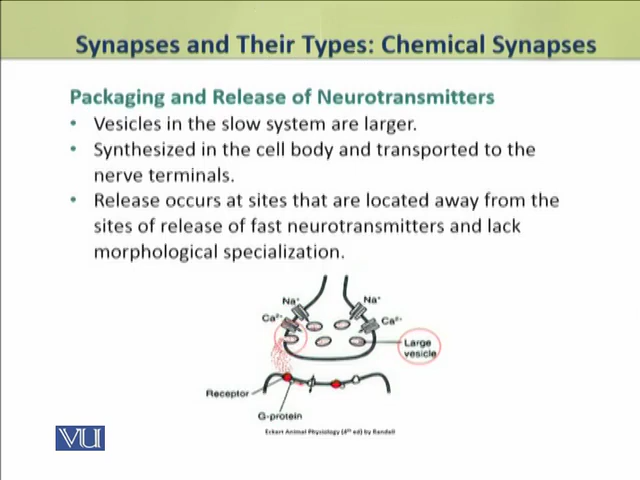 Synapses and Their Types: Chemical Synapses
Packaging and Release of Neurotransmitters
• Vesicles in the slow system are larger.
• Synthesized in the cell body and transported to the
nerve terminals.
• Release occurs at sites that are located away from the
sites of release of fast neurotransmitters and lack
morphological specialization.
Na⁺ Na⁺
Ca²⁺ Ca²⁺
Large
vesicle
Receptor
G-protein
Eckert Animal Physiology (4th ed) by Randall
VU